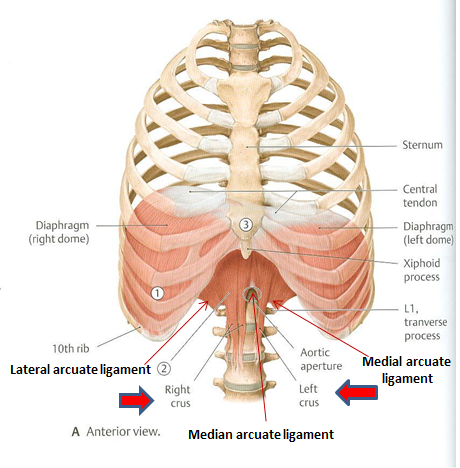 Sternum
Central
tendon
Diaphragm
(right dome)
3
Diaphragm
(left dome)
Xiphoid
process
1
L1,
tranverse
process
10th rib
Lateral arcuate ligament
2
Aortic
aperture
Medial arcuate
ligament
Right
crus
Left
crus
A Anterior view.
Median arcuate ligament